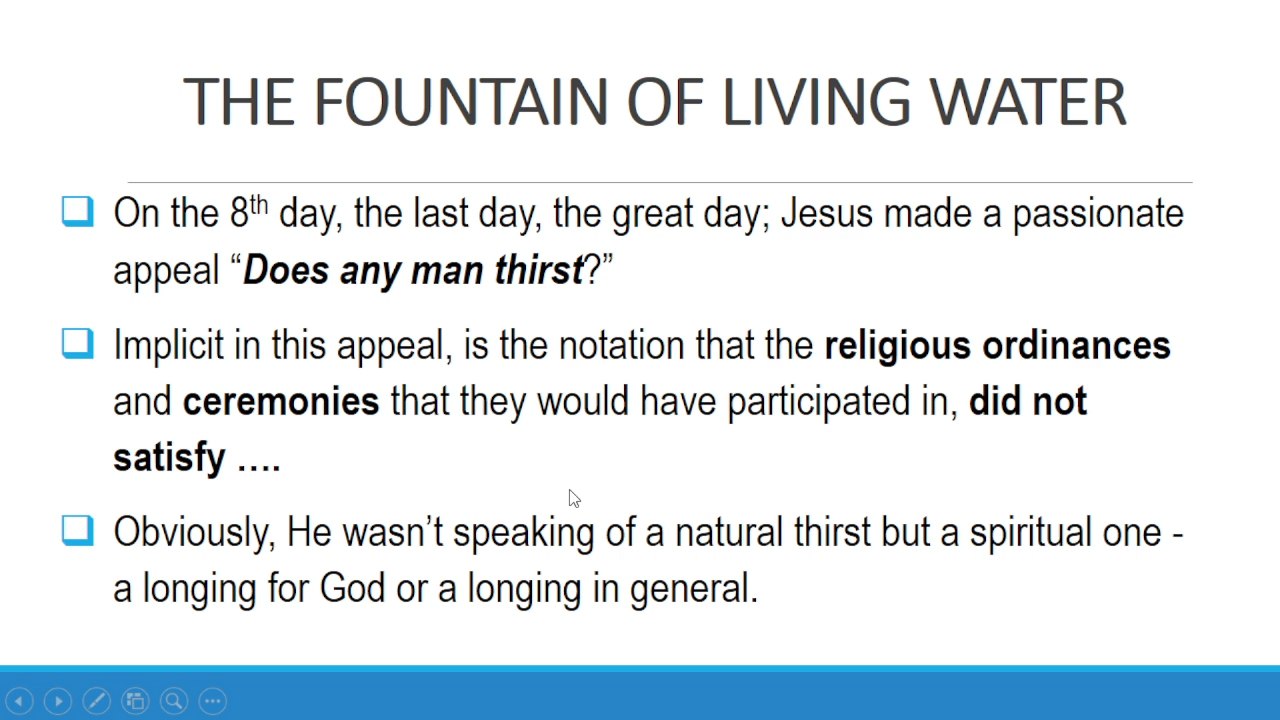 THE FOUNTAIN OF LIVING WATER
On the 8th day, the last day, the great day; Jesus made a passionate
appeal “Does any man thirst?”
Implicit in this appeal, is the notation that the religious ordinances
and ceremonies that they would have participated in, did not
satisfy ….
Obviously, He wasn’t speaking of a natural thirst but a spiritual one -
a longing for God or a longing in general.